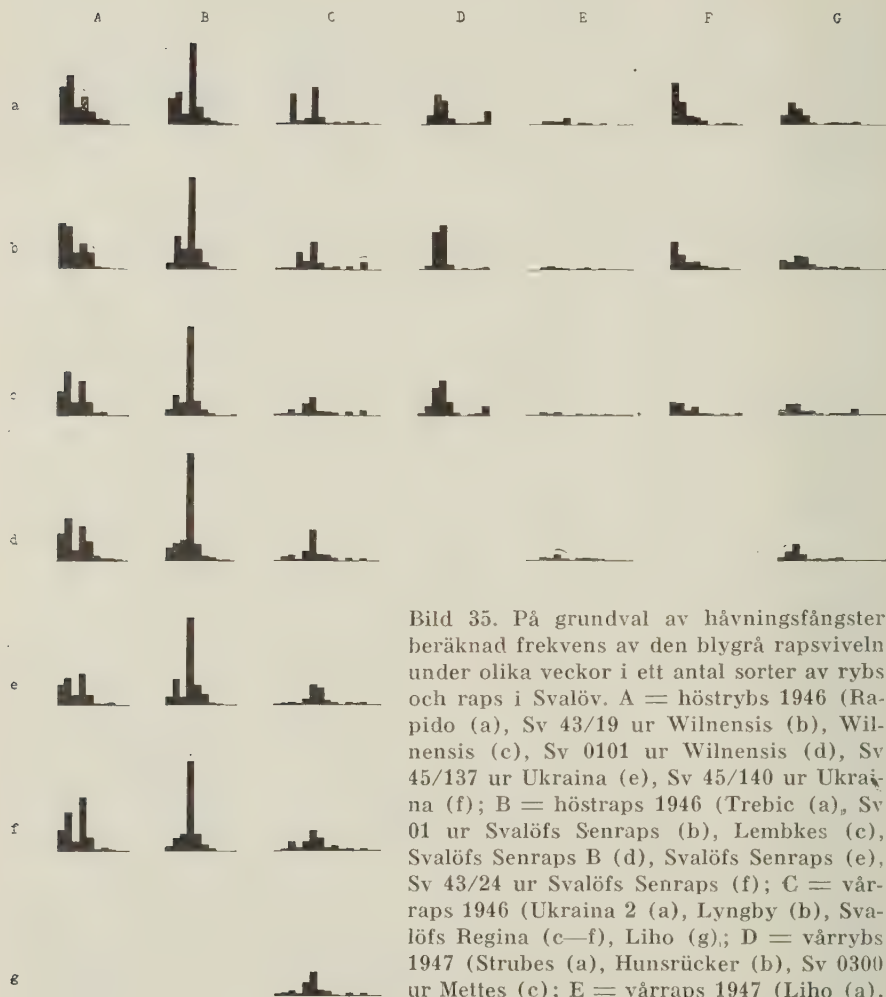 A B C D E F G
a
b
c
d
e
f
g
Bild 35. På grundval av håvningsfångster
beräknad frekvens av den blygrå rapsviveln
under olika veckor i ett antal sorter av rybs
och raps i Svalöv. A = höstrybs 1946 (Ra-
pido (a), Sv 43/19 ur Wilnensis (b), Wil-
nensis (c), Sv 0101 ur Wilnensis (d), Sv
45/137 ur Ukraina (e), Sv 45/140 ur Ukrai-
na (f); B = höstraps 1946 (Trebic (a), Sv
01 ur Svalöfs Senraps (b), Lembkes (c),
Svalöfs Senraps B (d), Svalöfs Senraps (e),
Sv 43/24 ur Svalöfs Senraps (f); C = vår-
raps 1946 (Ukraina 2 (a), Lyngby (b), Sva-
löfs Regina (c—f), Liho (g); D = vårrybs
1947 (Strubes (a), Hunsrücker (b), Sv 0300
ur Mettes (c); E = vårraps 1947 (Liho (a),